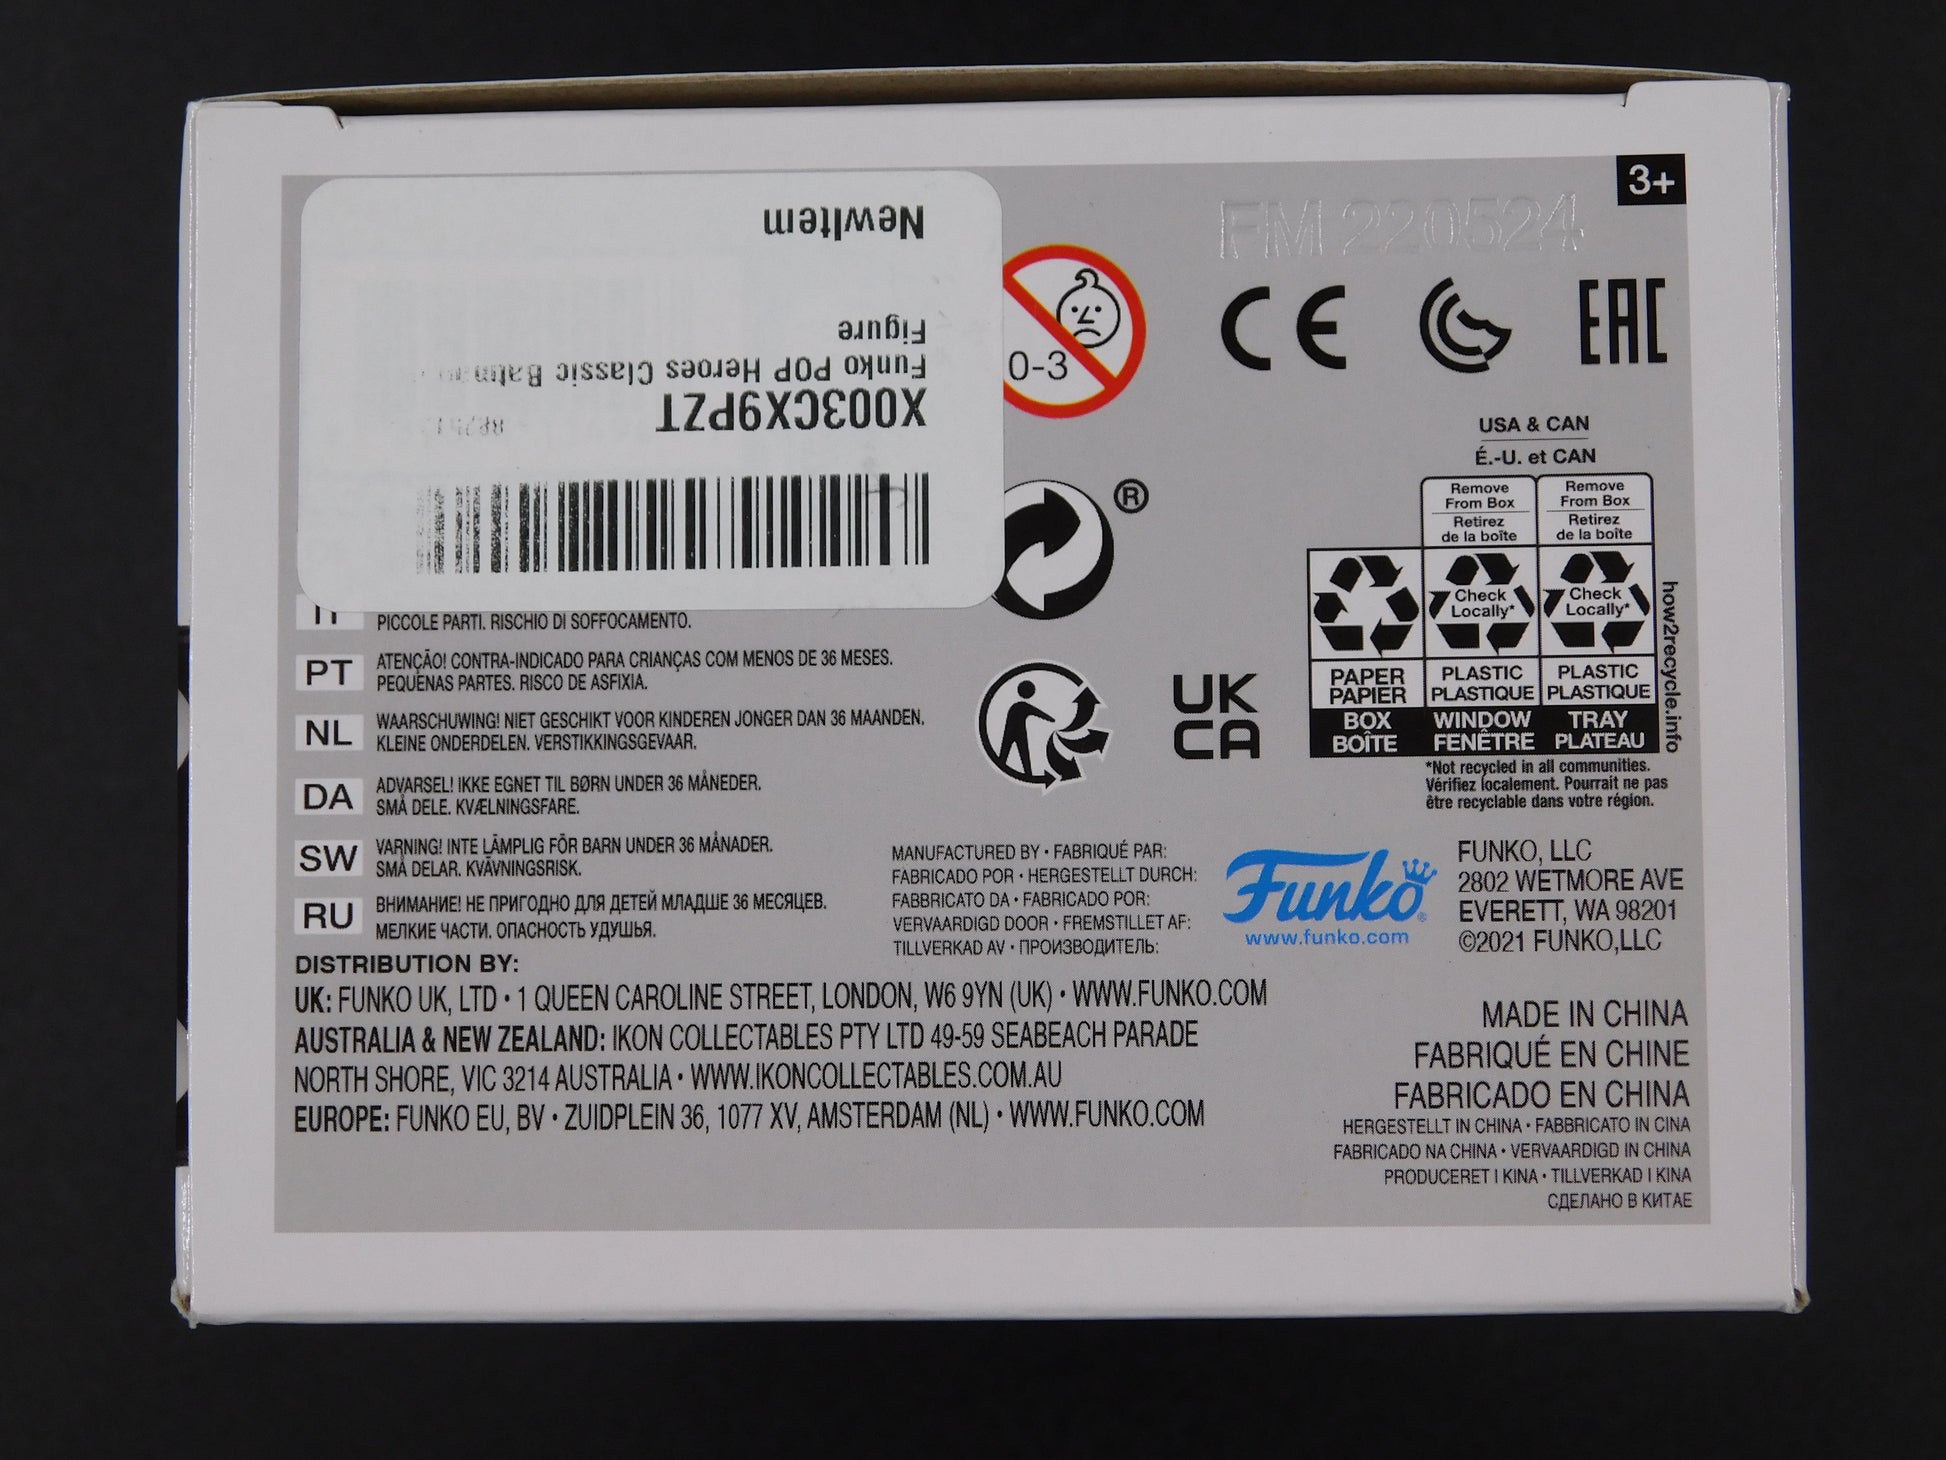 NewItem
Figure
Funko POP Heroes Classic
X003CX9PZT
PICCOLE PARTI. RISCHIO DI SOFFOCAMENTO.
PT
ATENÇÃO! CONTRA-INDICADO PARA CRIANÇAS COM MENOS DE 36 MESES.
PEQUENAS PARTES. RISCO DE ASFIXIA.
NL
WAARSCHUWING! NIET GESCHIKT VOOR KINDEREN JONGER DAN 36 MAANDEN.
KLEINE ONDERDELEN. VERSTIKKINGSGEVAAR.
DA
ADVARSEL! IKKE EGNET TIL BØRN UNDER 36 MÅNEDER.
SMÅ DELE. KVÆLNINGSFARE.
SW
VARNING! INTE LÄMPLIG FÖR BARN UNDER 36 MÅNADER.
SMÅ DELAR. KVÄVNINGSRISK.
RU
ВНИМАНИЕ! НЕ ПРИГОДНО ДЛЯ ДЕТЕЙ МЛАДШЕ 36 МЕСЯЦЕВ.
МЕЛКИЕ ЧАСТИ. ОПАСНОСТЬ УДУШЬЯ.
3+
FM 220524
0-3
CE
EAC
®
UK
CA
USA & CAN
É.-U. et CAN
Remove
From Box
Retirez
de la boîte
Remove
From Box
Retirez
de la boîte
Check
Locally*
Check
Locally*
PAPER
PAPIER
PLASTIC
PLASTIQUE
PLASTIC
PLASTIQUE
BOX
BOÎTE
WINDOW
FENÊTRE
TRAY
PLATEAU
how2recycle.info
*Not recycled in all communities.
Vérifiez localement. Pourrait ne pas
être recyclable dans votre région.
MANUFACTURED BY • FABRIQUÉ PAR:
FABRICADO POR • HERGESTELLT DURCH:
FABBRICATO DA • FABRICADO POR:
VERVAARDIGD DOOR • FREMSTILLET AF:
TILLVERKAD AV • ПРОИЗВОДИТЕЛЬ:
Funko®
www.funko.com
FUNKO, LLC
2802 WETMORE AVE
EVERETT, WA 98201
©2021 FUNKO,LLC
DISTRIBUTION BY:
UK: FUNKO UK, LTD • 1 QUEEN CAROLINE STREET, LONDON, W6 9YN (UK) • WWW.FUNKO.COM
AUSTRALIA & NEW ZEALAND: IKON COLLECTABLES PTY LTD 49-59 SEABEACH PARADE
NORTH SHORE, VIC 3214 AUSTRALIA • WWW.IKONCOLLECTABLES.COM.AU
EUROPE: FUNKO EU, BV • ZUIDPLEIN 36, 1077 XV, AMSTERDAM (NL) • WWW.FUNKO.COM
MADE IN CHINA
FABRIQUÉ EN CHINE
FABRICADO EN CHINA
HERGESTELLT IN CHINA • FABBRICATO IN CINA
FABRICADO NA CHINA • VERVAARDIGD IN CHINA
PRODUCERET I KINA • TILLVERKAD I KINA
СДЕЛАНО В КИТАЕ